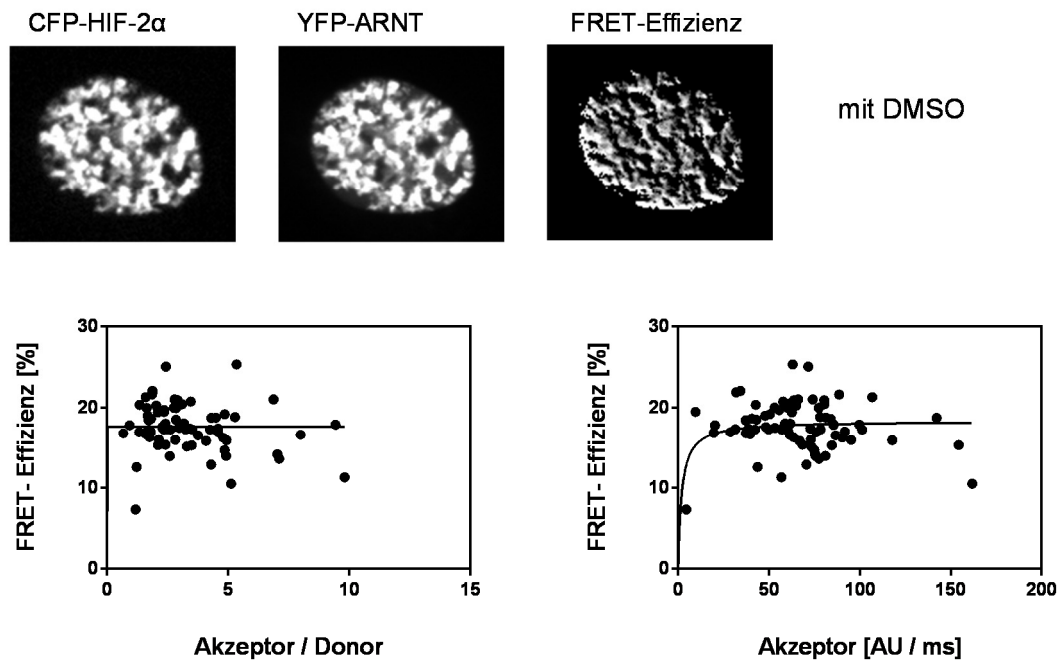 CFP-HIF-2α
YFP-ARNT
FRET-Effizienz
mit DMSO
FRET- Effizienz [%]
30
20
10
0
0
5
10
15
Akzeptor / Donor
FRET- Effizienz [%]
30
20
10
0
0
50
100
150
200
Akzeptor [AU / ms]